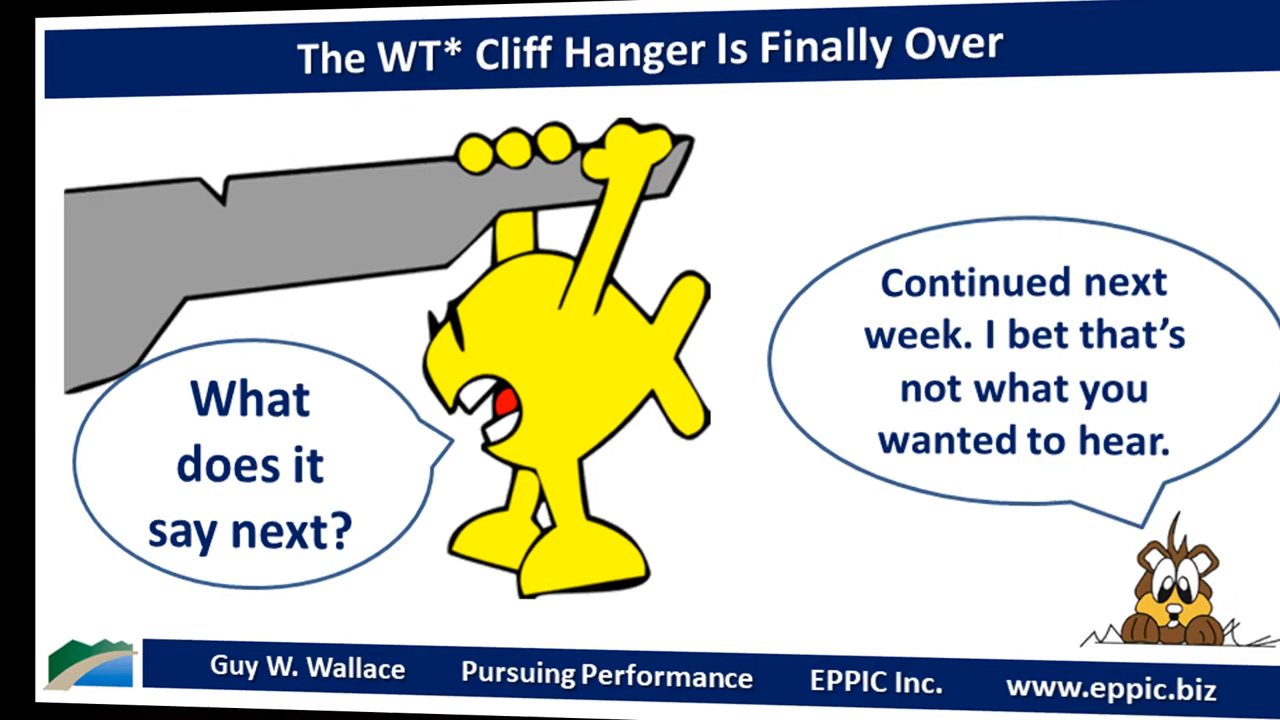 The WT* Cliff Hanger Is Finally Over
What
does it
say next?
Continued next
week. I bet that’s
not what you
wanted to hear.
Guy W. Wallace Pursuing Performance EPPIC Inc. www.eppic.biz